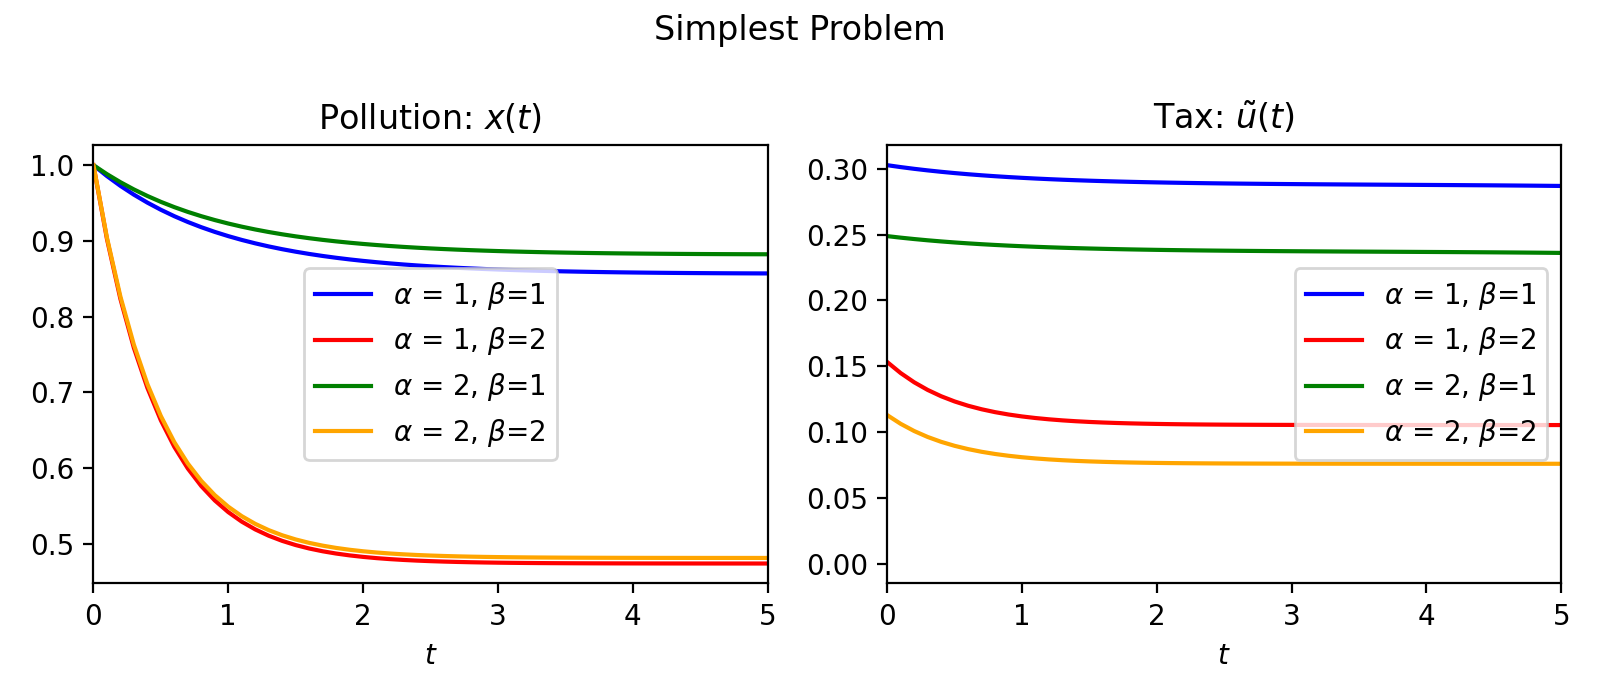 Simplest Problem
Pollution: x(t)
1.0
0.9
0.8
0.7
0.6
0.5
0
1
2
3
4
5
t
α = 1, β=1
α = 1, β=2
α = 2, β=1
α = 2, β=2
Tax: ũ(t)
0.30
0.25
0.20
0.15
0.10
0.05
0.00
0
1
2
3
4
5
t
α = 1, β=1
α = 1, β=2
α = 2, β=1
α = 2, β=2